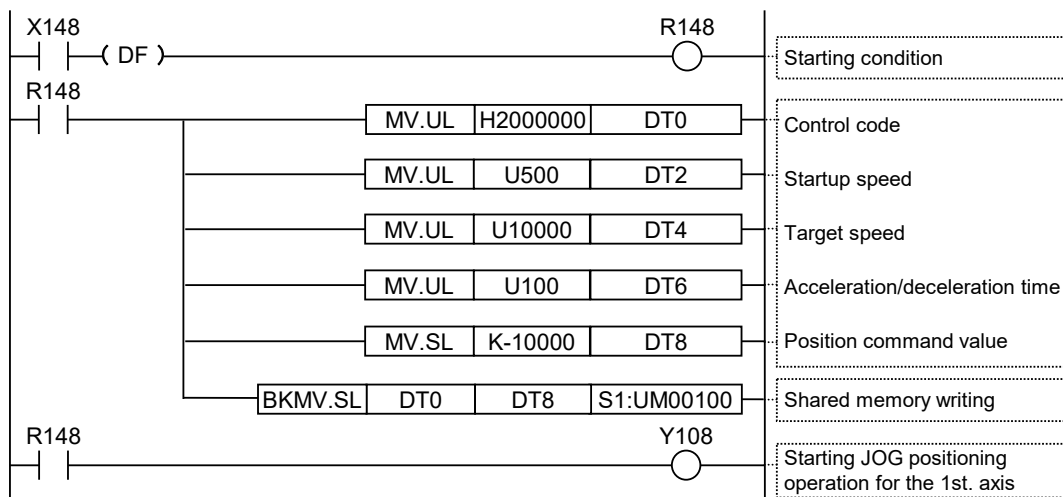 X148 R148
( DF ) Starting condition
R148
MV.UL H2000000 DT0 Control code
MV.UL U500 DT2 Startup speed
MV.UL U10000 DT4 Target speed
MV.UL U100 DT6 Acceleration/deceleration time
MV.SL K-10000 DT8 Position command value
BKMV.SL DT0 DT8 S1:UM00100 Shared memory writing
R148 Y108
Starting JOG positioning
operation for the 1st. axis